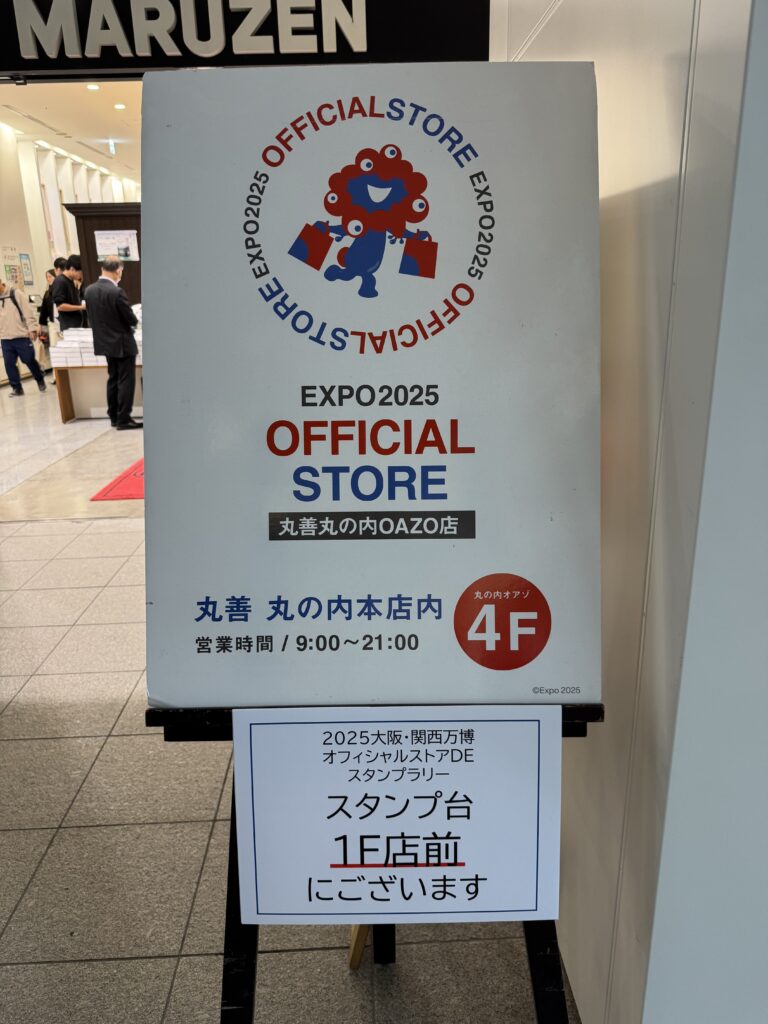 MARUZEN
OFFICIALSTORE EXPO2025 OFFICIALSTORE EXPO2025
EXPO2025
OFFICIAL
STORE
丸善丸の内OAZO店
丸善 丸の内本店内
営業時間 / 9:00～21:00
丸の内オアゾ
4F
©Expo 2025
2025大阪・関西万博
オフィシャルストアDE
スタンプラリー
スタンプ台
1F店前
にございます